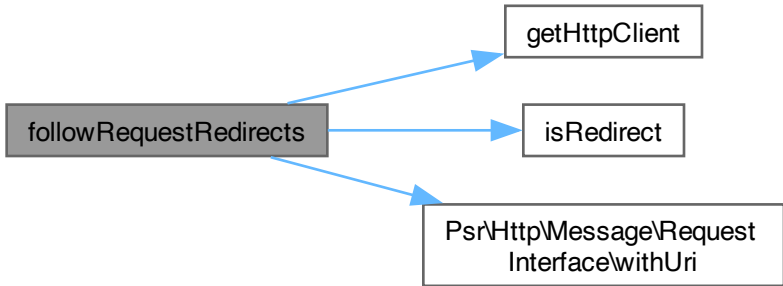 getHttpClient
followRequestRedirects
isRedirect
Psr\Http\Message\Request
Interface\withUri